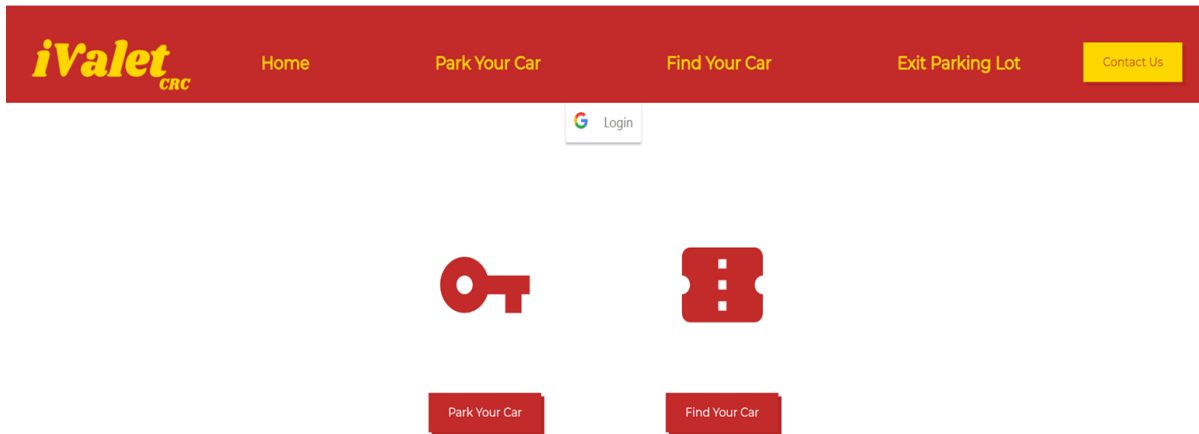 iValet CRC
Home
Park Your Car
Find Your Car
Exit Parking Lot
Contact Us
G Login
Park Your Car
Find Your Car